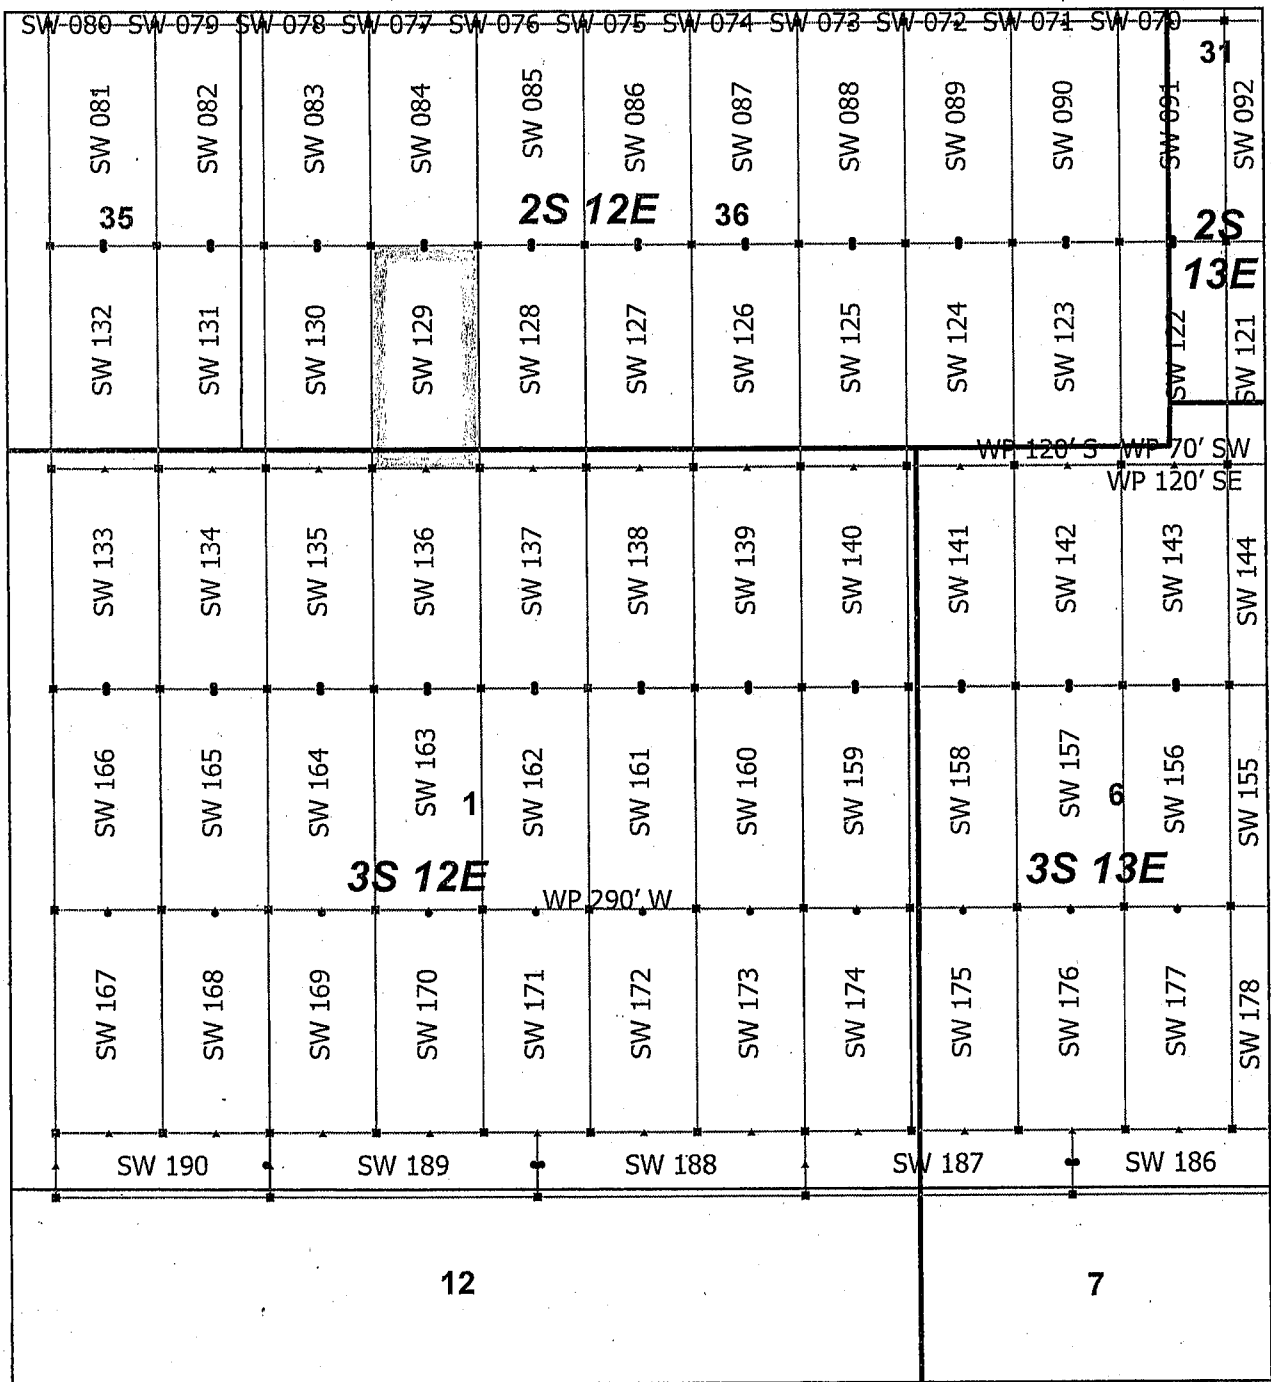 SW 080 SW 079 SW 078 SW 077 SW 076 SW 075 SW 074 SW 073 SW 072 SW 071 SW 070
31
SW 081 SW 082 SW 083 SW 084 SW 085 SW 086 SW 087 SW 088 SW 089 SW 090 SW 091 SW 092
35 2S 12E 36 2S
13E
SW 132 SW 131 SW 130 SW 129 SW 128 SW 127 SW 126 SW 125 SW 124 SW 123 SW 122 SW 121
WP 120' S WP 70' SW
WP 120' SE
SW 133 SW 134 SW 135 SW 136 SW 137 SW 138 SW 139 SW 140 SW 141 SW 142 SW 143 SW 144
SW 166 SW 165 SW 164 SW 163 SW 162 SW 161 SW 160 SW 159 SW 158 SW 157 SW 156 SW 155
1 6
3S 12E 3S 13E
WP 290' W
SW 167 SW 168 SW 169 SW 170 SW 171 SW 172 SW 173 SW 174 SW 175 SW 176 SW 177 SW 178
SW 190 SW 189 SW 188 SW 187 SW 186
12 7